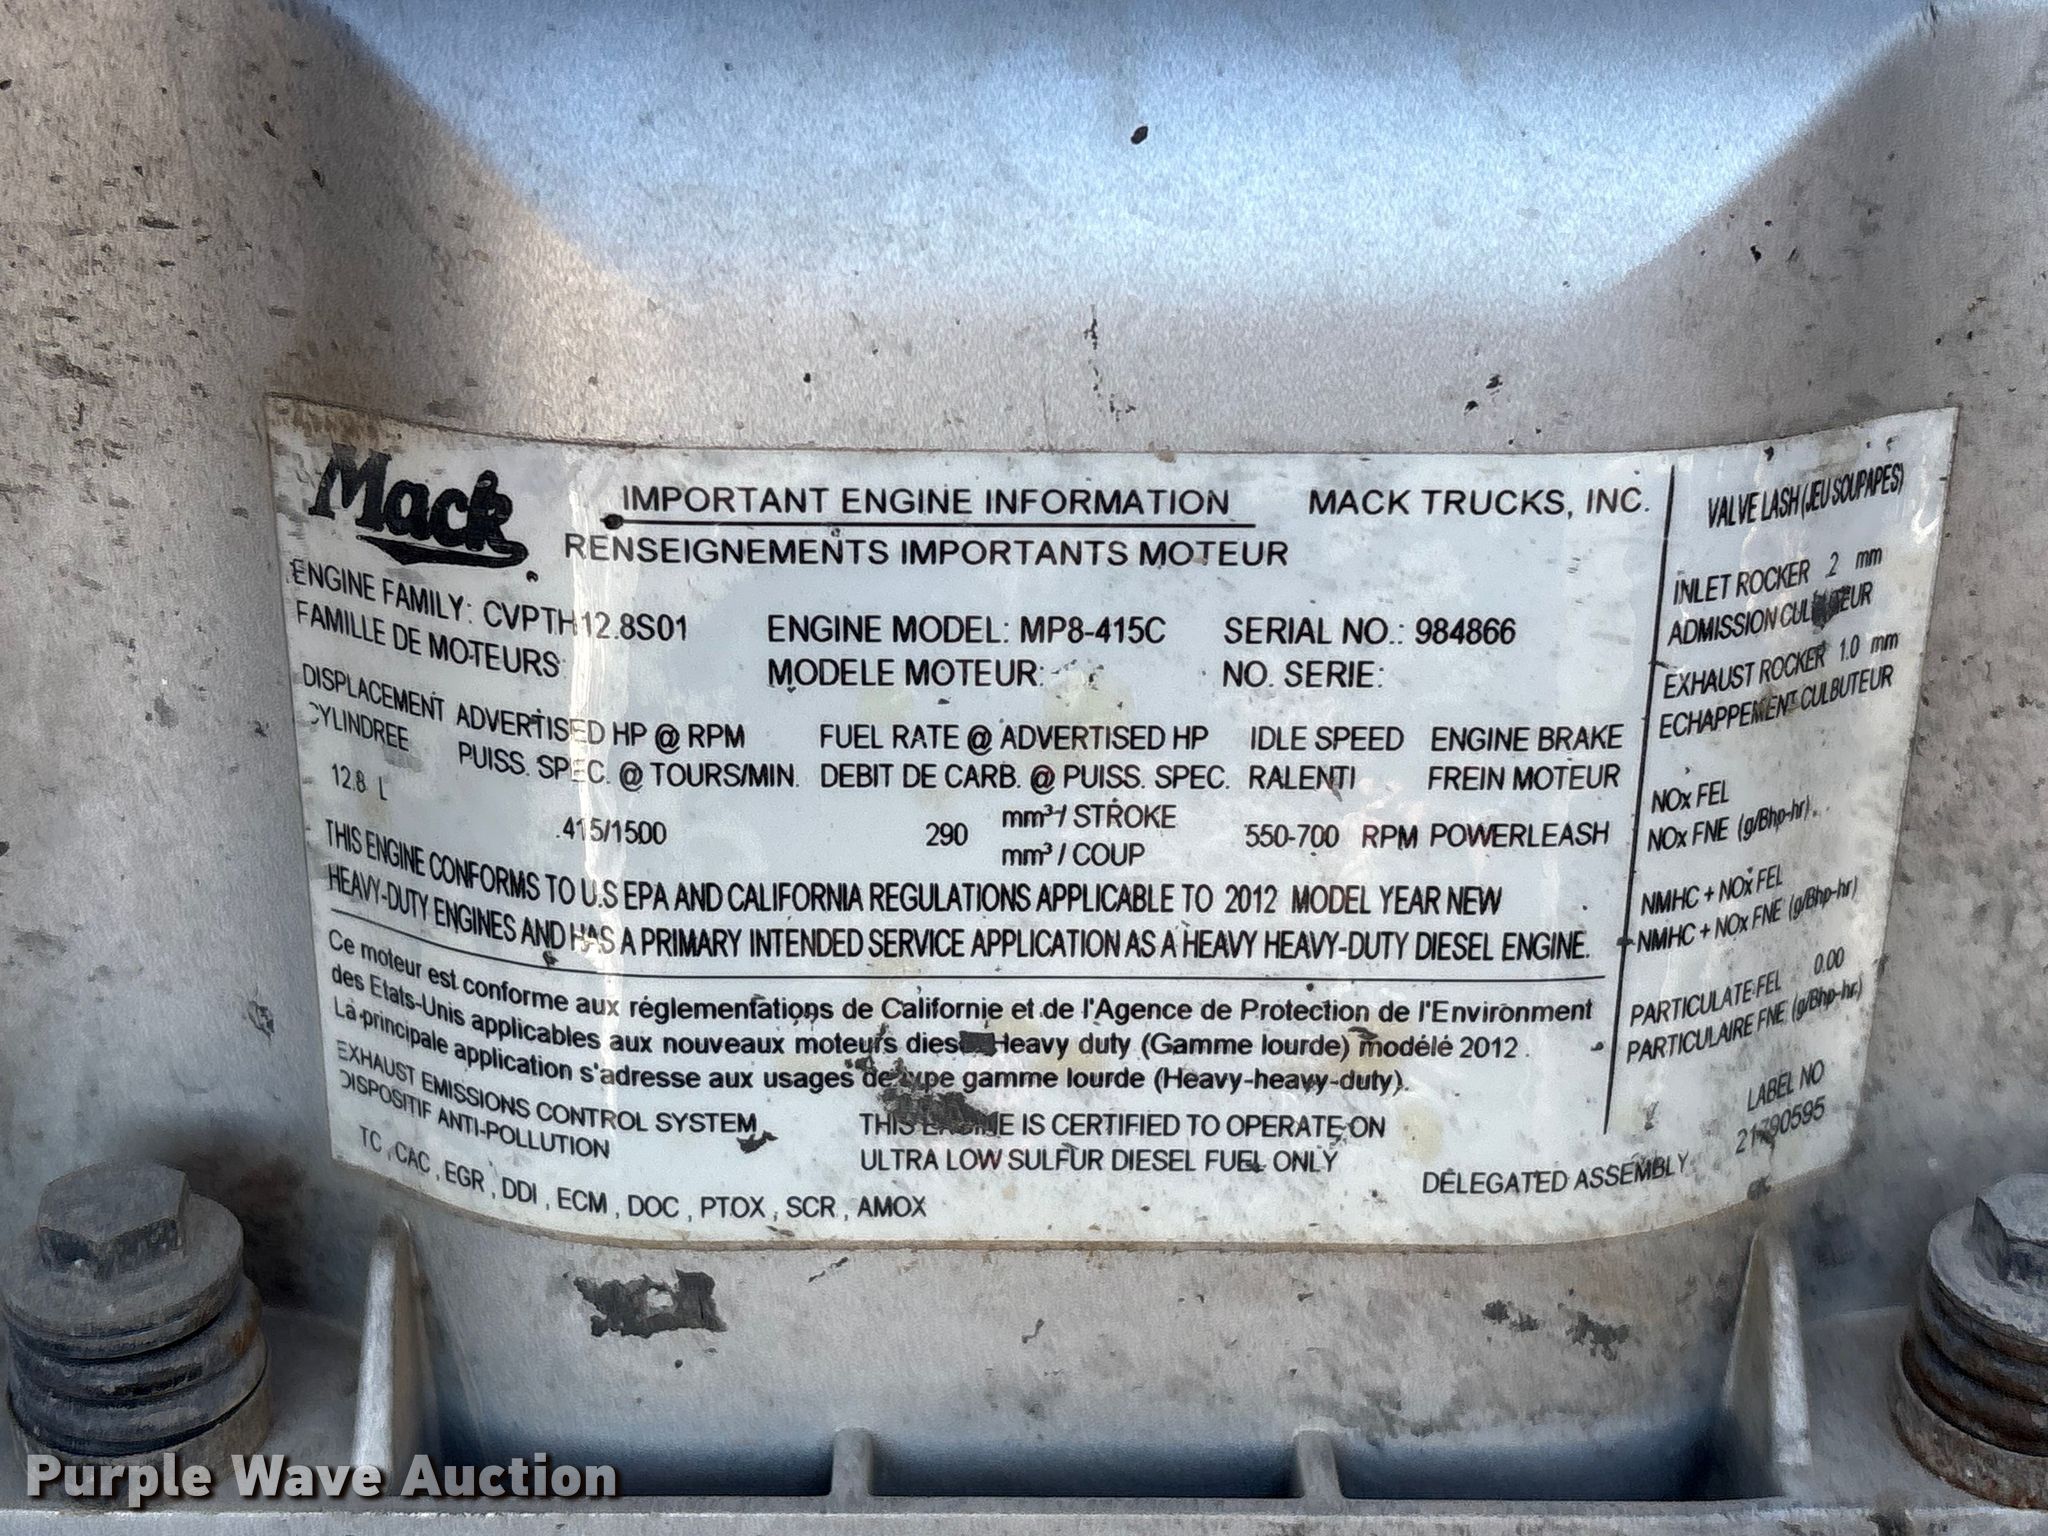 Mack
IMPORTANT ENGINE INFORMATION MACK TRUCKS, INC.
RENSEIGNEMENTS IMPORTANTS MOTEUR
ENGINE FAMILY: CVPTH12.8S01 ENGINE MODEL: MP8-415C SERIAL NO.: 984866
FAMILLE DE MOTEURS MODELE MOTEUR: NO. SERIE:
DISPLACEMENT ADVERTISED HP @ RPM FUEL RATE @ ADVERTISED HP IDLE SPEED ENGINE BRAKE
CYLINDREE PUISS. SPEC. @ TOURS/MIN. DEBIT DE CARB. @ PUISS. SPEC. RALENTI FREIN MOTEUR
12.8 L 415/1500 290 mm³ / STROKE 550-700 RPM POWERLEASH
mm³ / COUP
THIS ENGINE CONFORMS TO U.S EPA AND CALIFORNIA REGULATIONS APPLICABLE TO 2012 MODEL YEAR NEW
HEAVY-DUTY ENGINES AND HAS A PRIMARY INTENDED SERVICE APPLICATION AS A HEAVY HEAVY-DUTY DIESEL ENGINE.
Ce moteur est conforme aux réglementations de Californie et de l'Agence de Protection de l'Environment
des Etats-Unis applicables aux nouveaux moteurs Heavy duty (Gamme lourde) modélé 2012.
La principale application s'adresse aux usages de type gamme lourde (Heavy-heavy-duty).
EXHAUST EMISSIONS CONTROL SYSTEM
DISPOSITIF ANTI-POLLUTION
TC , CAC , EGR , DDI , ECM , DOC , PTOX , SCR , AMOX
THIS ENGINE IS CERTIFIED TO OPERATE ON
ULTRA LOW SULFUR DIESEL FUEL ONLY
DELEGATED ASSEMBLY
VALVE LASH (JEU SOUPAPES)
INLET ROCKER .2 mm
ADMISSION CULBUTEUR
EXHAUST ROCKER 1.0 mm
ECHAPPEMENT CULBUTEUR
NOx FEL
NOx FNE (g/Bhp-hr)
NMHC + NOx FEL
NMHC + NOx FNE (g/Bhp-hr)
PARTICULATE FEL 0.00
PARTICULAIRE FNE (g/Bhp-hr.)
LABEL NO
21790595
Purple Wave Auction